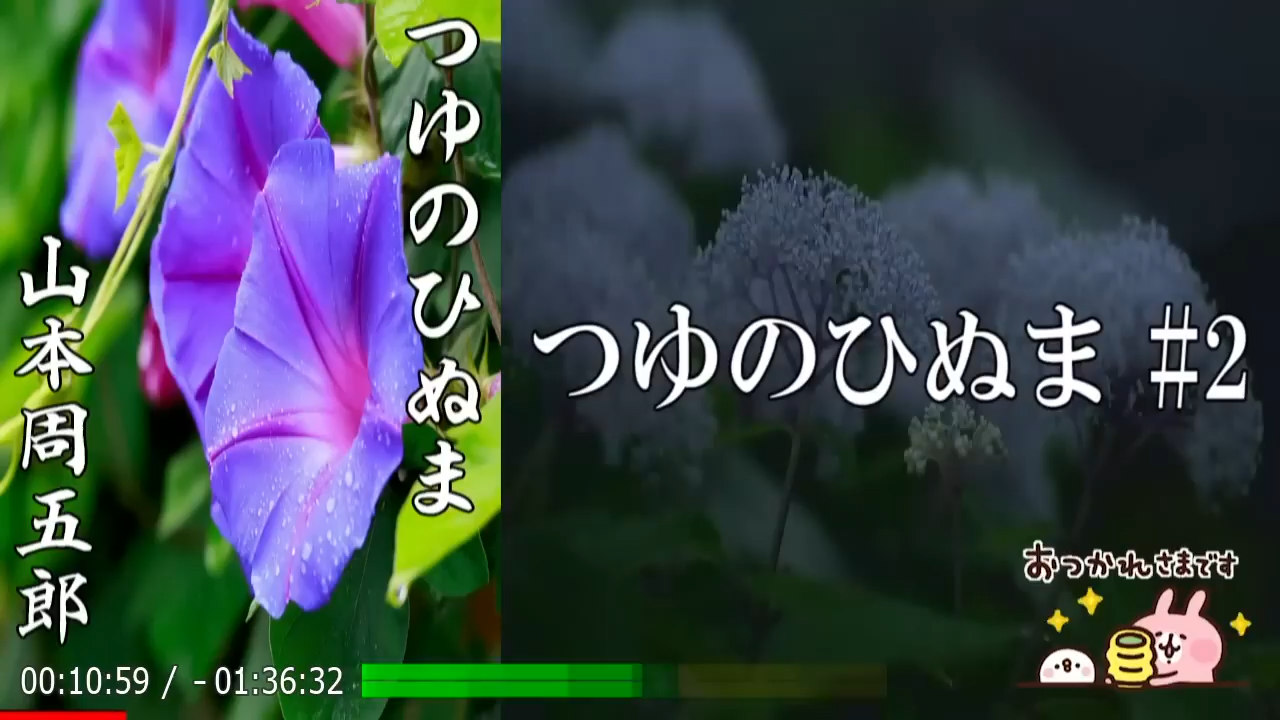 つゆのひぬま
山本周五郎
つゆのひぬま #2
おつかれさまです
00:10:59 / -01:36:32